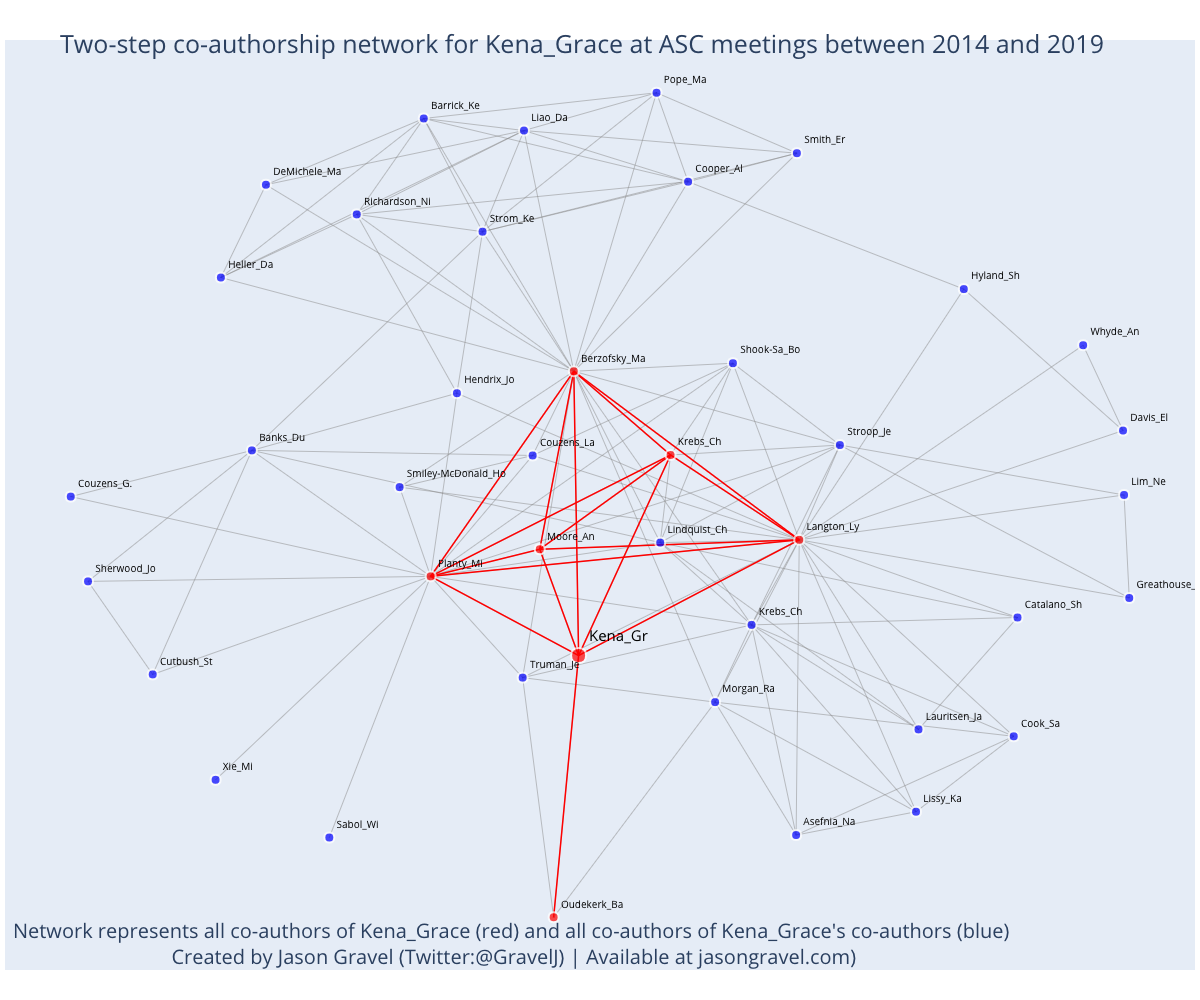 Two-step co-authorship network for Kena_Grace at ASC meetings between 2014 and 2019
Pope_Ma
Barrick_Ke
Liao_Da
Smith_Er
Cooper_Al
DeMichele_Ma
Richardson_Ni
Strom_Ke
Heller_Da
Hyland_Sh
Whyde_An
Shook-Sa_Bo
Berzofsky_Ma
Hendrix_Jo
Davis_El
Stroop_Je
Banks_Du
Couzens_La
Krebs_Ch
Smiley-McDonald_Ho
Couzens_G.
Lim_Ne
Langton_Ly
Lindquist_Ch
Moore_An
Planty_Mi
Sherwood_Jo
Greathouse_
Catalano_Sh
Krebs_Ch
Kena_Gr
Truman_Je
Cutbush_St
Morgan_Ra
Lauritsen_Ja
Cook_Sa
Xie_Mi
Lissy_Ka
Sabol_Wi
Asefnia_Na
Oudekerk_Ba
Network represents all co-authors of Kena_Grace (red) and all co-authors of Kena_Grace's co-authors (blue)
Created by Jason Gravel (Twitter:@GravelJ) | Available at jasongravel.com)